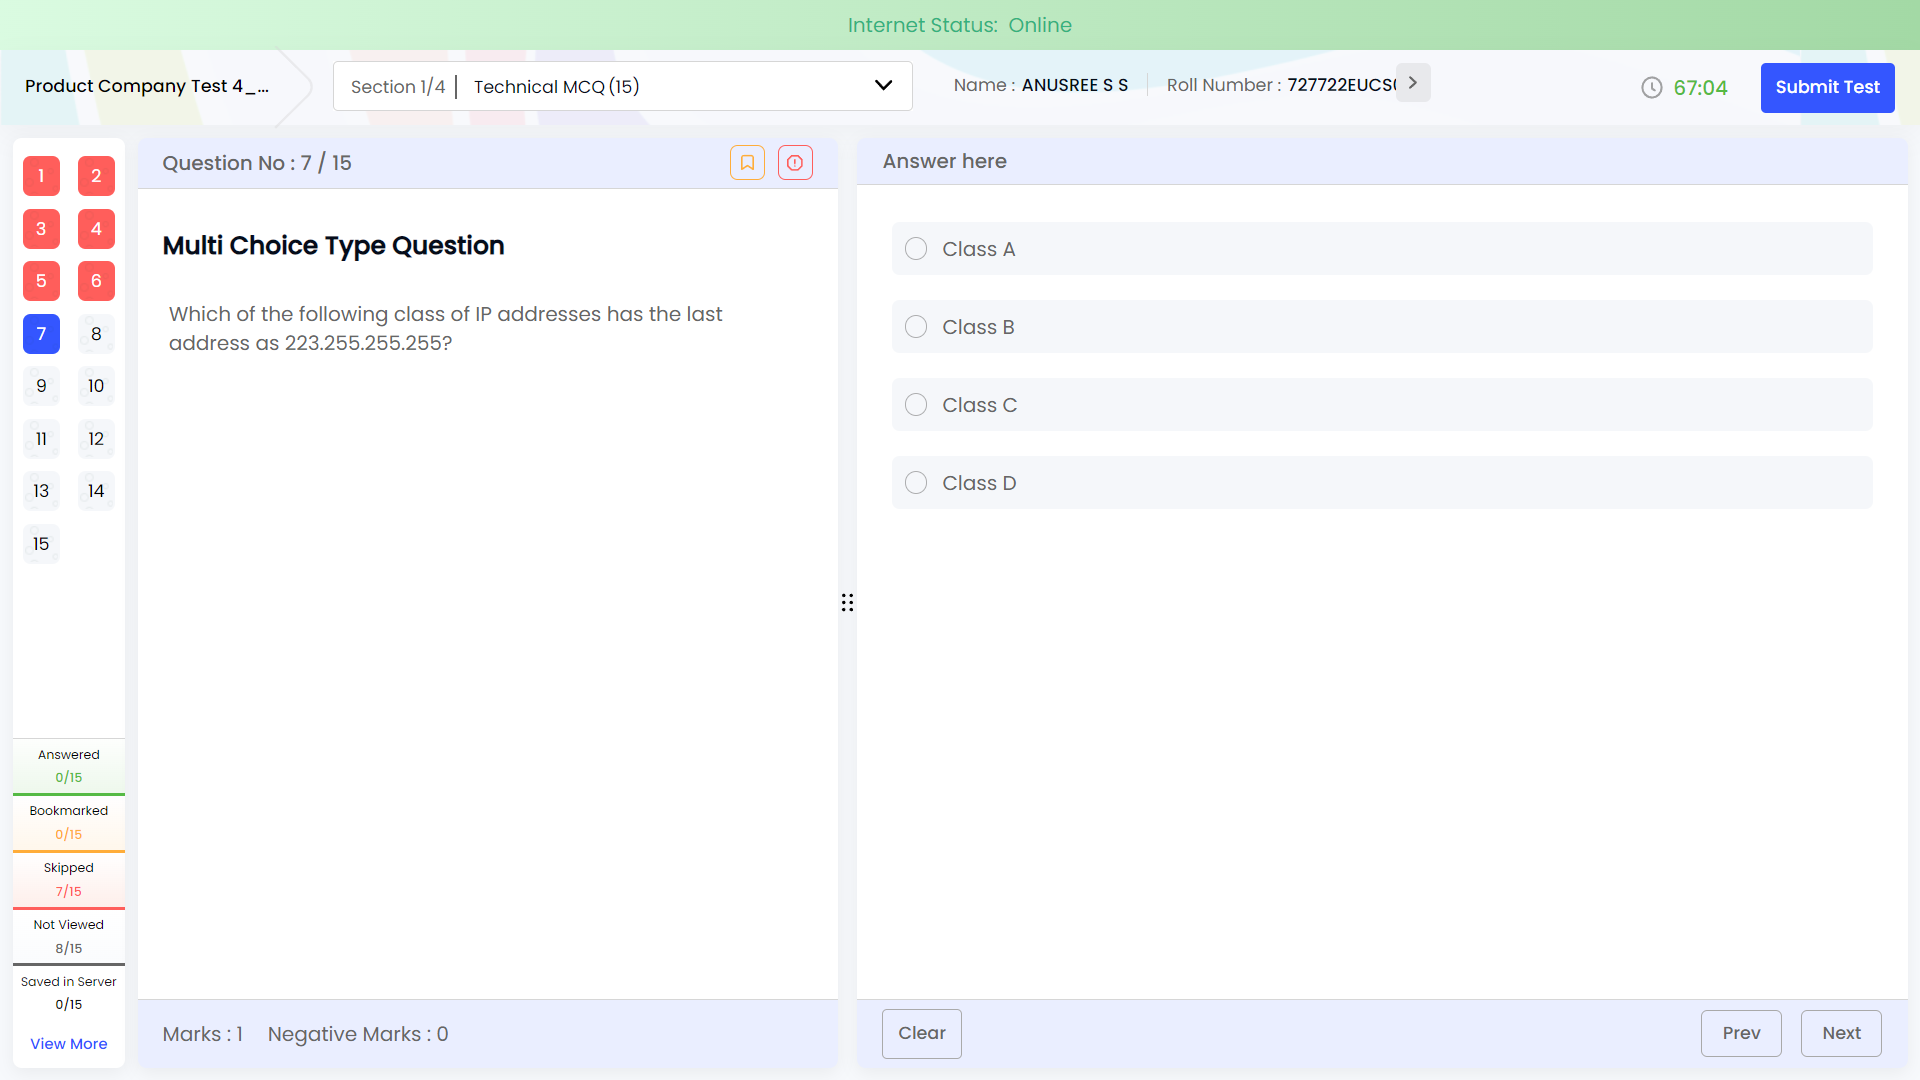 Internet Status: Online
Product Company Test 4_...
Section 1/4
Technical MCQ (15)
Name : ANUSREE S S
Roll Number :
67:04
Submit Test
1
2
3
4
5
6
7
8
9
10
11
12
13
14
15
Answered
0/15
Bookmarked
0/15
Skipped
7/15
Not Viewed
8/15
Saved in Server
0/15
View More
Question No : 7 / 15
Multi Choice Type Question
Which of the following class of IP addresses has the last
address as 223.255.255.255?
Marks : 1 Negative Marks : 0
Answer here
Class A
Class B
Class C
Class D
Clear
Prev
Next